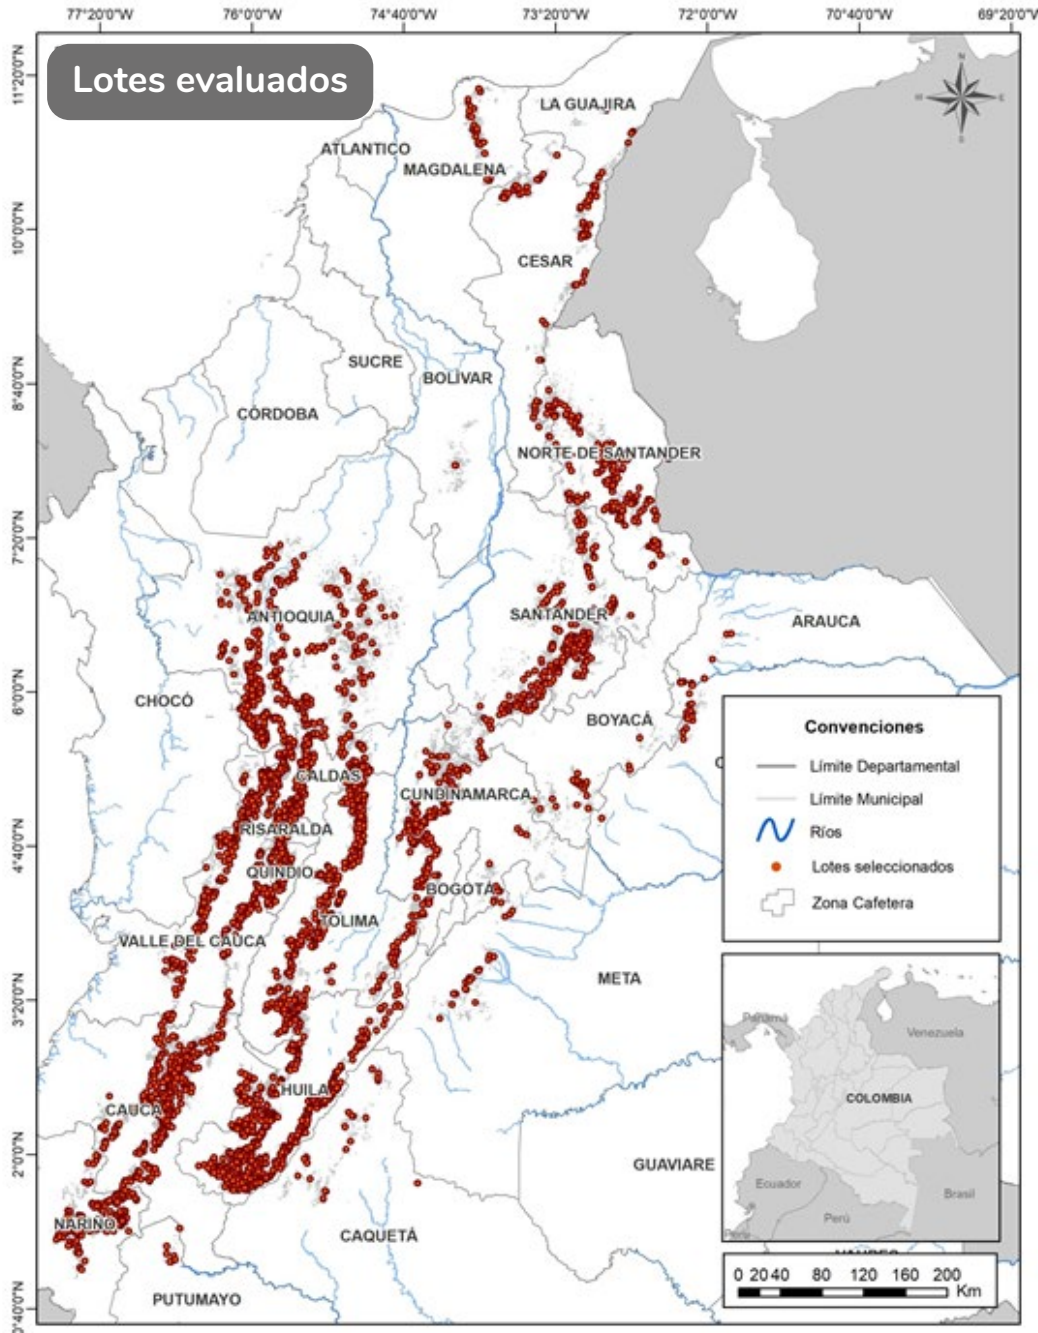 77°20'0"W 76°0'0"W 74°40'0"W 73°20'0"W 72°0'0"W 70°40'0"W 69°20'0"W
Lotes evaluados
11°20'0"N
10°0'0"N
8°40'0"N
7°20'0"N
6°0'0"N
4°40'0"N
3°20'0"N
2°0'0"N
0°40'0"N
N
W E
S
LA GUAJIRA
ATLANTICO
MAGDALENA
CESAR
SUCRE
BOLÍVAR
CÓRDOBA
NORTE DE SANTANDER
ANTIOQUIA
SANTANDER
ARAUCA
CHOCÓ
BOYACÁ
CALDAS
CUNDINAMARCA
RISARALDA
QUINDIO
BOGOTÁ
TOLIMA
VALLE DEL CAUCA
META
HUILA
CAUCA
GUAVIARE
NARIÑO
CAQUETÁ
PUTUMAYO
Convenciones
Límite Departamental
Límite Municipal
Ríos
Lotes seleccionados
Zona Cafetera
Panamá
Venezuela
COLOMBIA
Ecuador
Brasil
Perú
0 20 40 80 120 160 200
Km